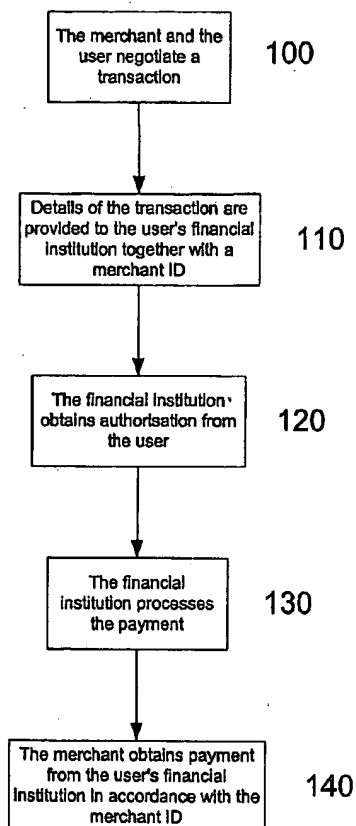 The merchant and the
user negotiate a
transaction
100
Details of the transaction are
provided to the user's financial
institution together with a
merchant ID
110
The financial institution
obtains authorisation from
the user
120
The financial
institution processes
the payment
130
The merchant obtains payment
from the user's financial
institution in accordance with the
merchant ID
140